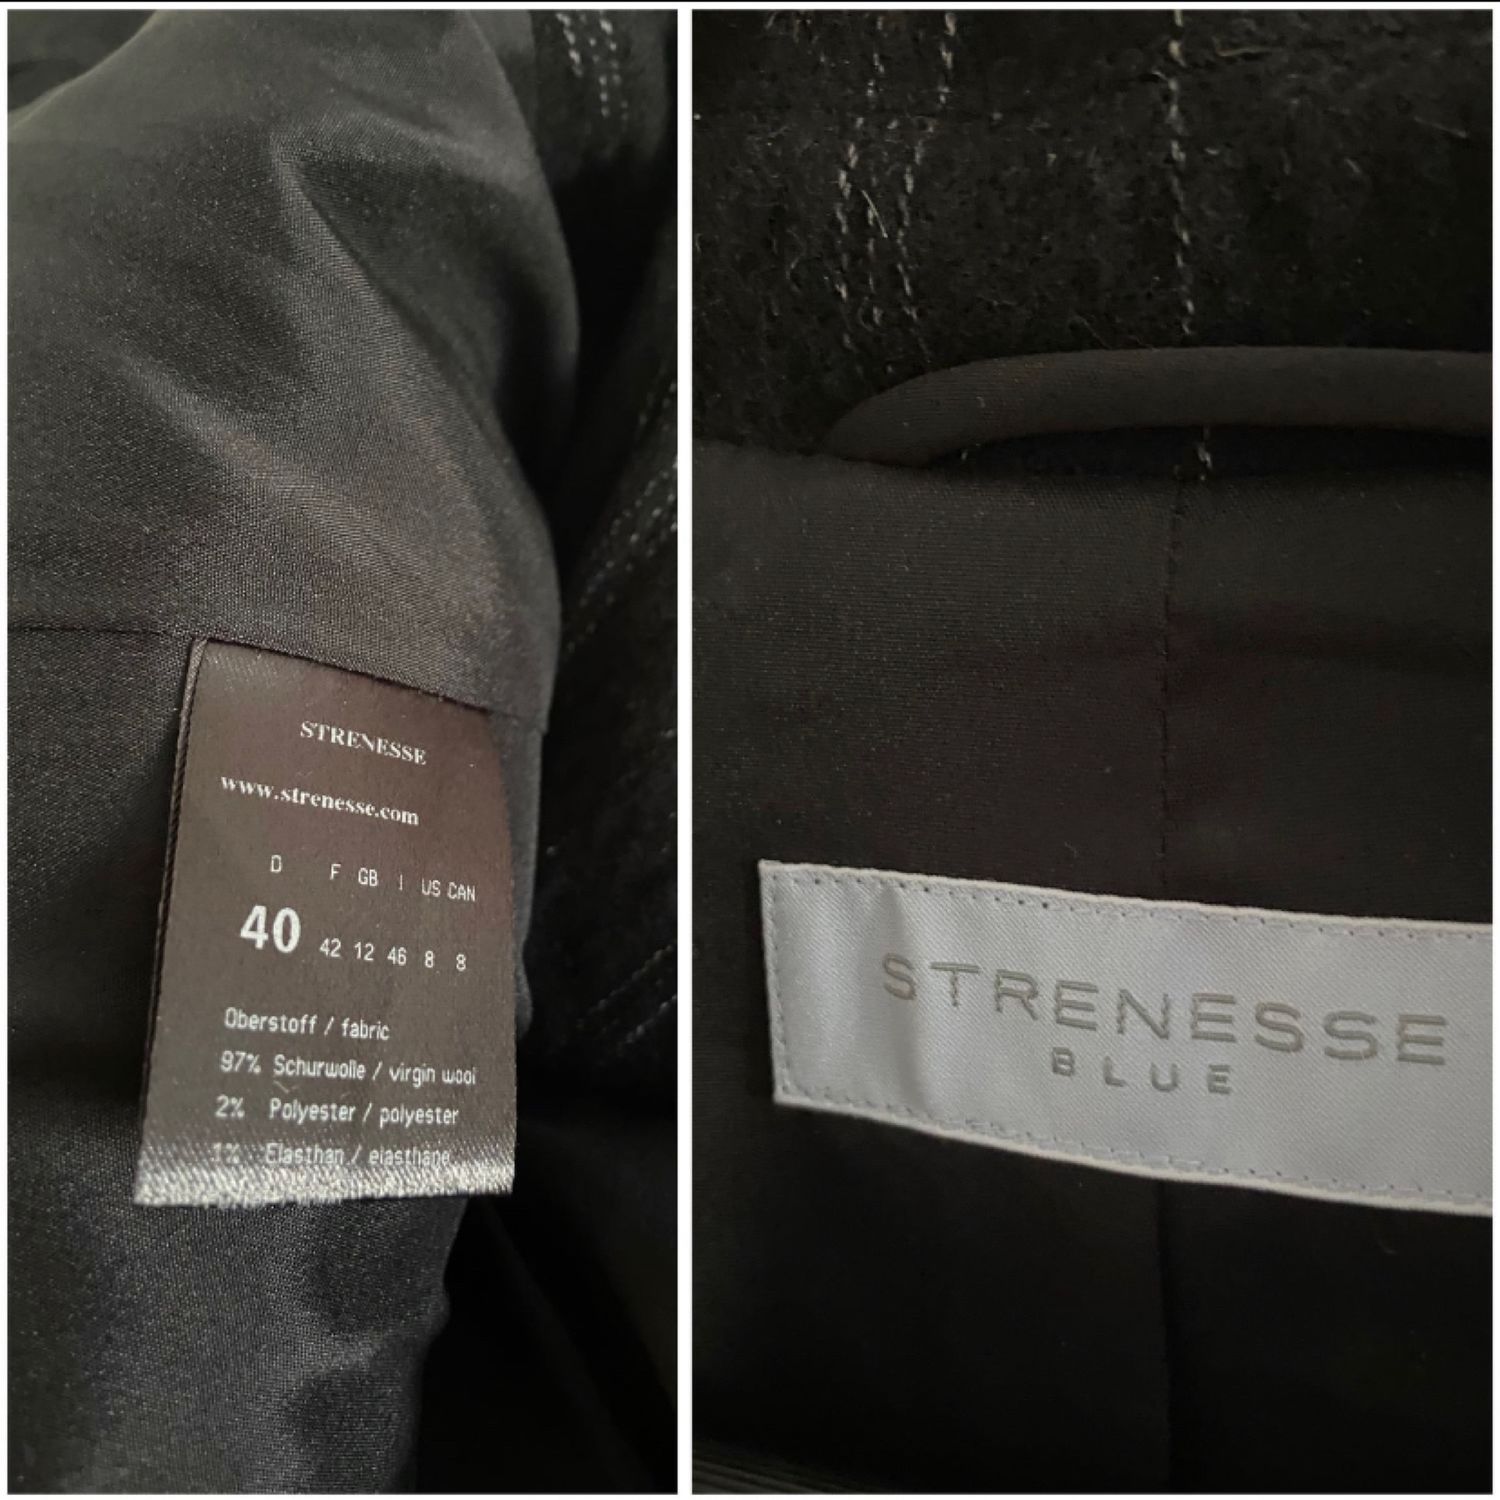 STRENESSE
www.strenesse.com
D F GB I US CAN
40 42 12 46 8 8
Oberstoff / fabric
97% Schurwolle / virgin wool
2% Polyester / polyester
1% Elasthan / elasthane
STRENESSE
BLUE